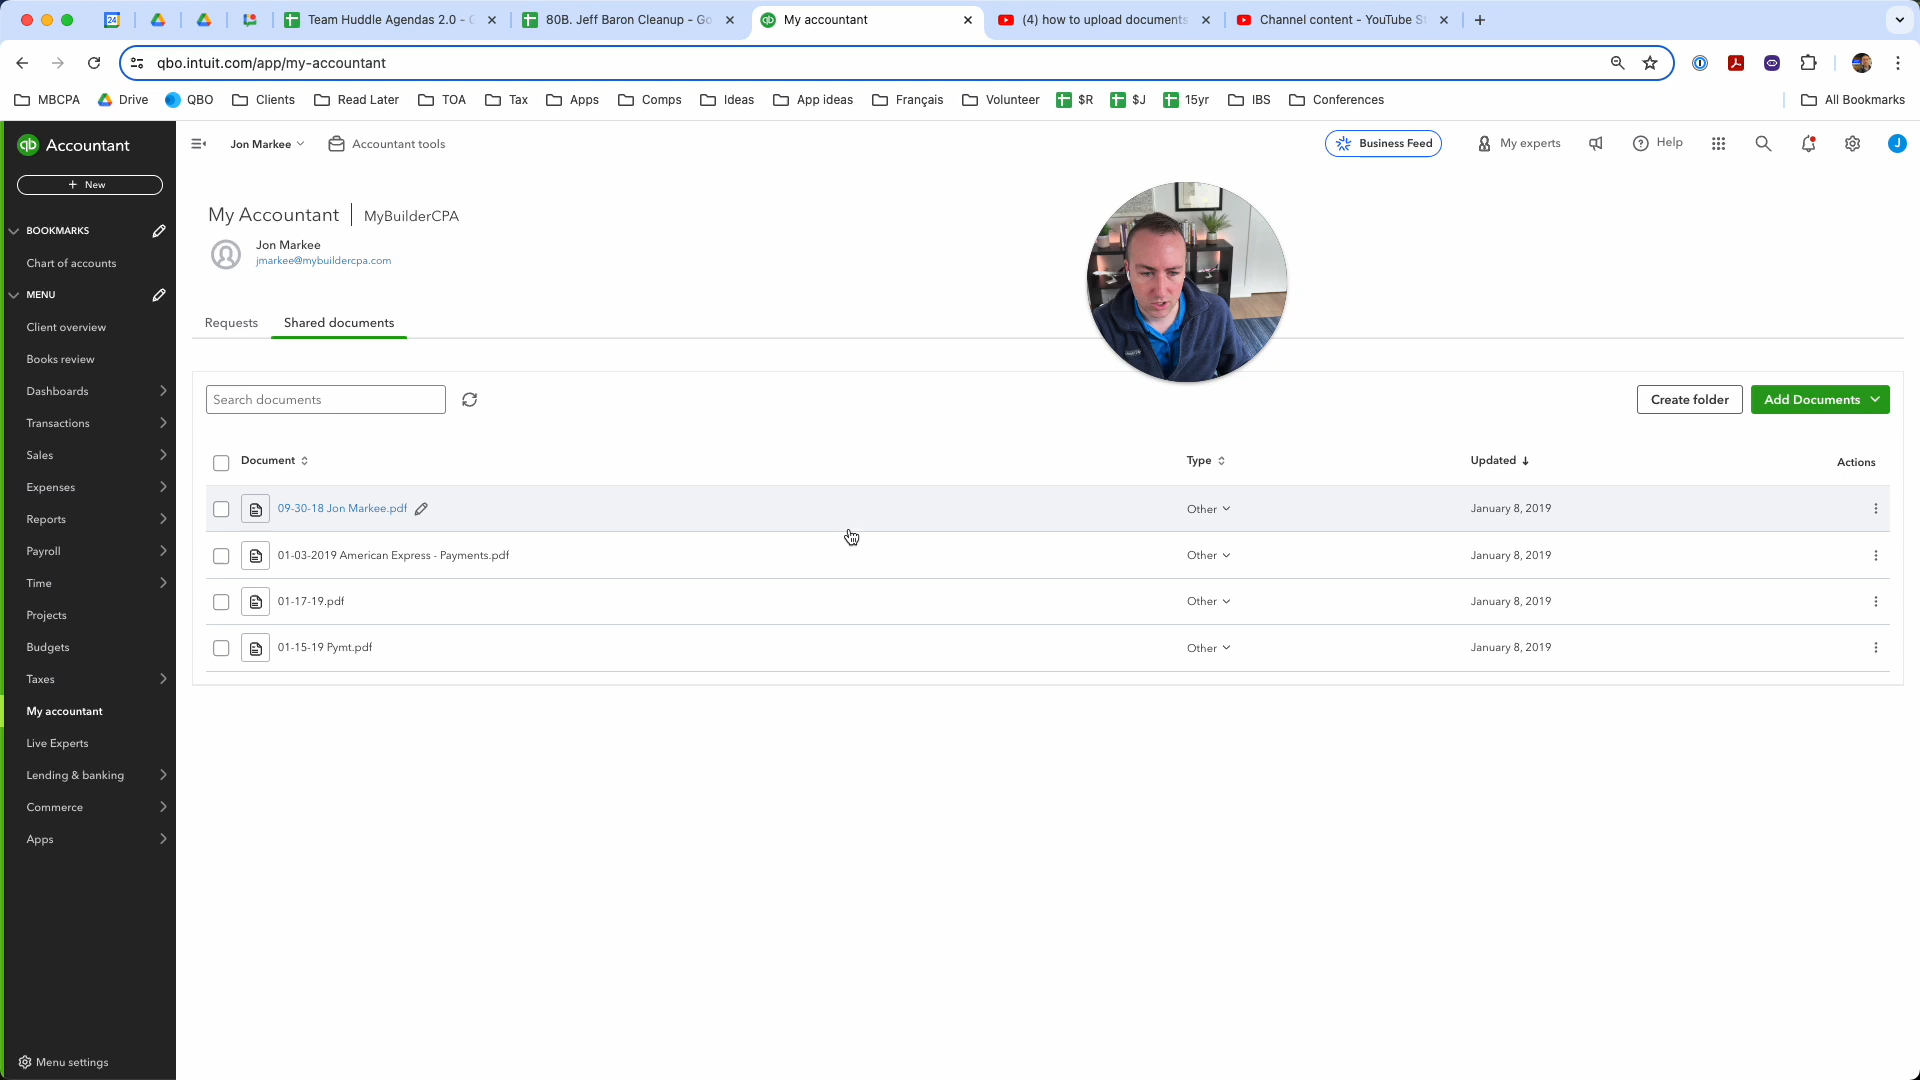 Team Huddle Agendas 2.0 -
80B. Jeff Baron Cleanup - Go
My accountant
(4) how to upload documents
Channel content - YouTube S
qbo.intuit.com/app/my-accountant
MBCPA
Drive
QBO
Clients
Read Later
TOA
Tax
Apps
Comps
Ideas
App ideas
Français
Volunteer
$R
$J
15yr
IBS
Conferences
All Bookmarks
qb Accountant
Jon Markee
Accountant tools
Business Feed
My experts
Help
J
+ New
BOOKMARKS
Chart of accounts
MENU
Client overview
Books review
Dashboards
Transactions
Sales
Expenses
Reports
Payroll
Time
Projects
Budgets
Taxes
My accountant
Live Experts
Lending & banking
Commerce
Apps
Menu settings
My Accountant | MyBuilderCPA
Jon Markee
jmarkee@mybuildercpa.com
Requests
Shared documents
Search documents
Create folder
Add Documents
Document
Type
Updated
Actions
09-30-18 Jon Markee.pdf
Other
January 8, 2019
01-03-2019 American Express - Payments.pdf
Other
January 8, 2019
01-17-19.pdf
Other
January 8, 2019
01-15-19 Pymt.pdf
Other
January 8, 2019